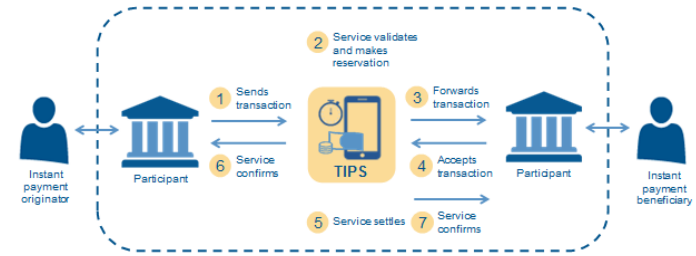 2 Service validates
and makes
reservation
1 Sends
transaction
3 Forwards
transaction
6 Service
confirms
4 Accepts
transaction
TIPS
Instant
payment
originator
Participant
Participant
Instant
payment
beneficiary
5 Service settles
7 Service
confirms